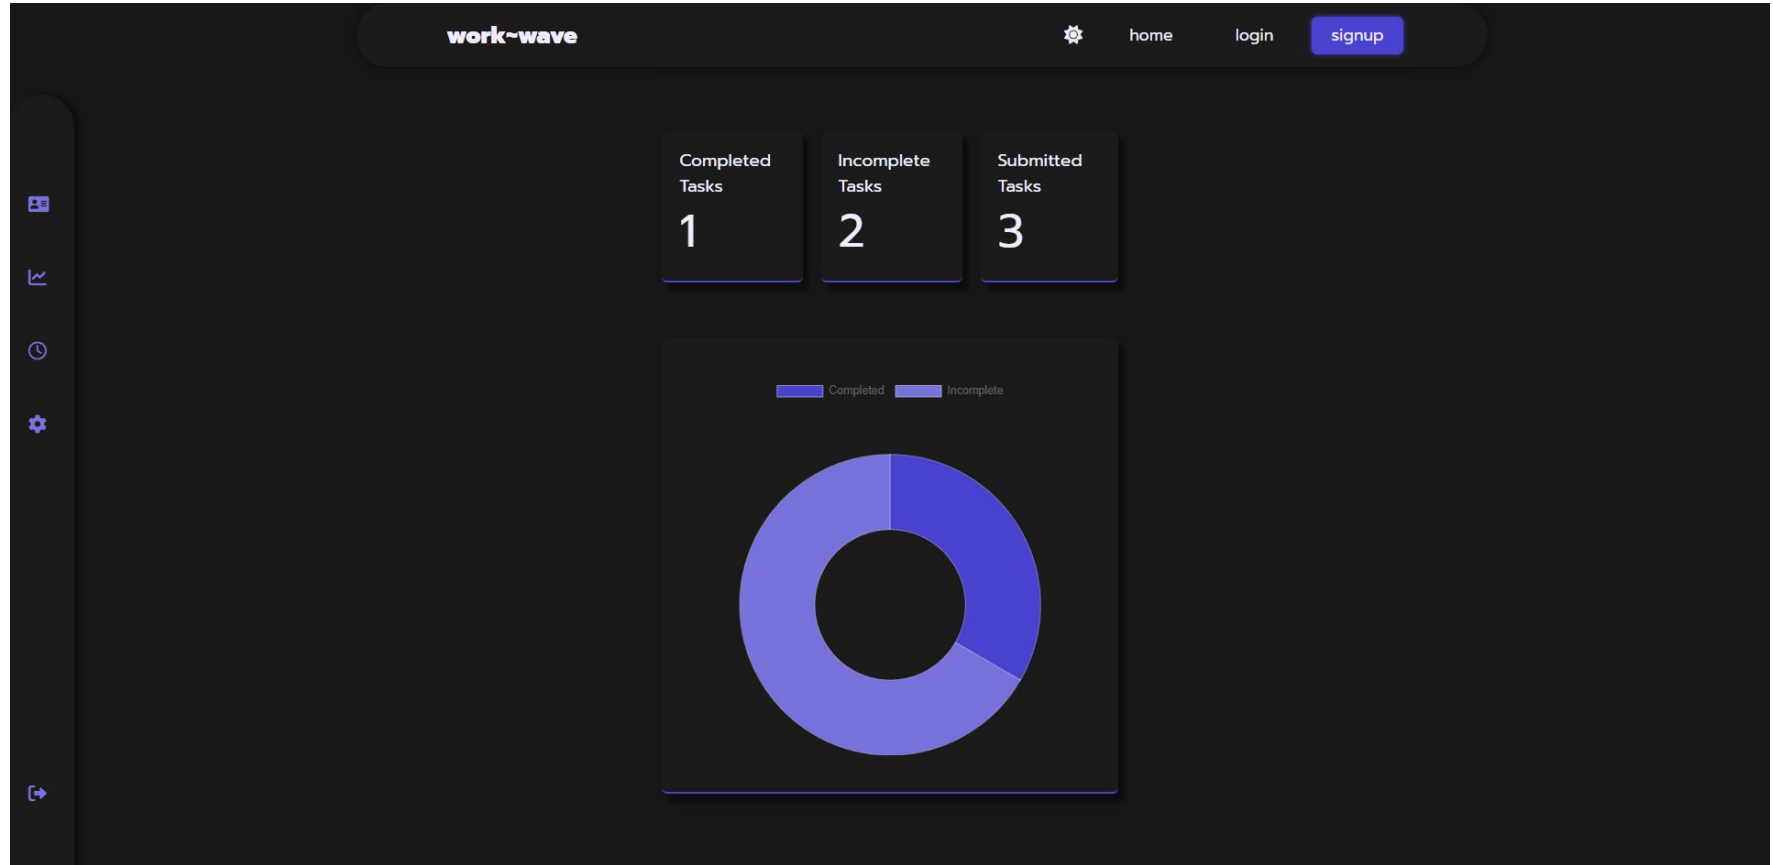 work~wave
home
login
signup
Completed
Tasks
1
Incomplete
Tasks
2
Submitted
Tasks
3
Completed
Incomplete